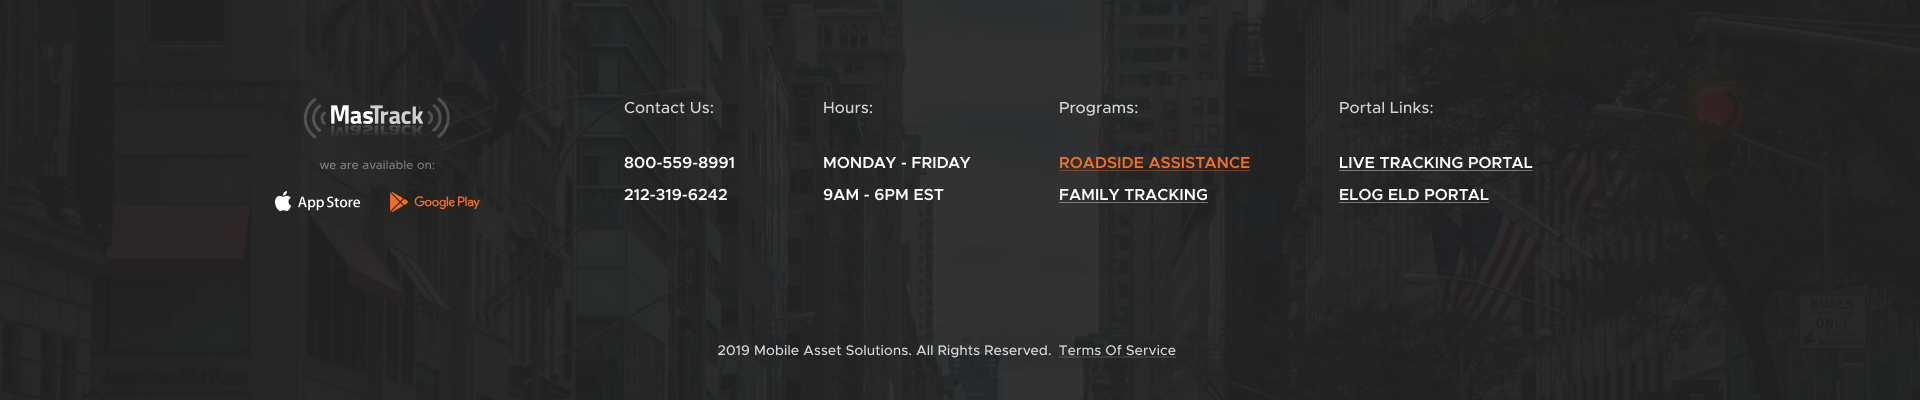 MasTrack
we are available on:
App Store
Google Play
Contact Us:
800-559-8991
212-319-6242
Hours:
MONDAY - FRIDAY
9AM - 6PM EST
Programs:
ROADSIDE ASSISTANCE
FAMILY TRACKING
Portal Links:
LIVE TRACKING PORTAL
ELOG ELD PORTAL
BUSES
ONLY
2019 Mobile Asset Solutions. All Rights Reserved. Terms Of Service